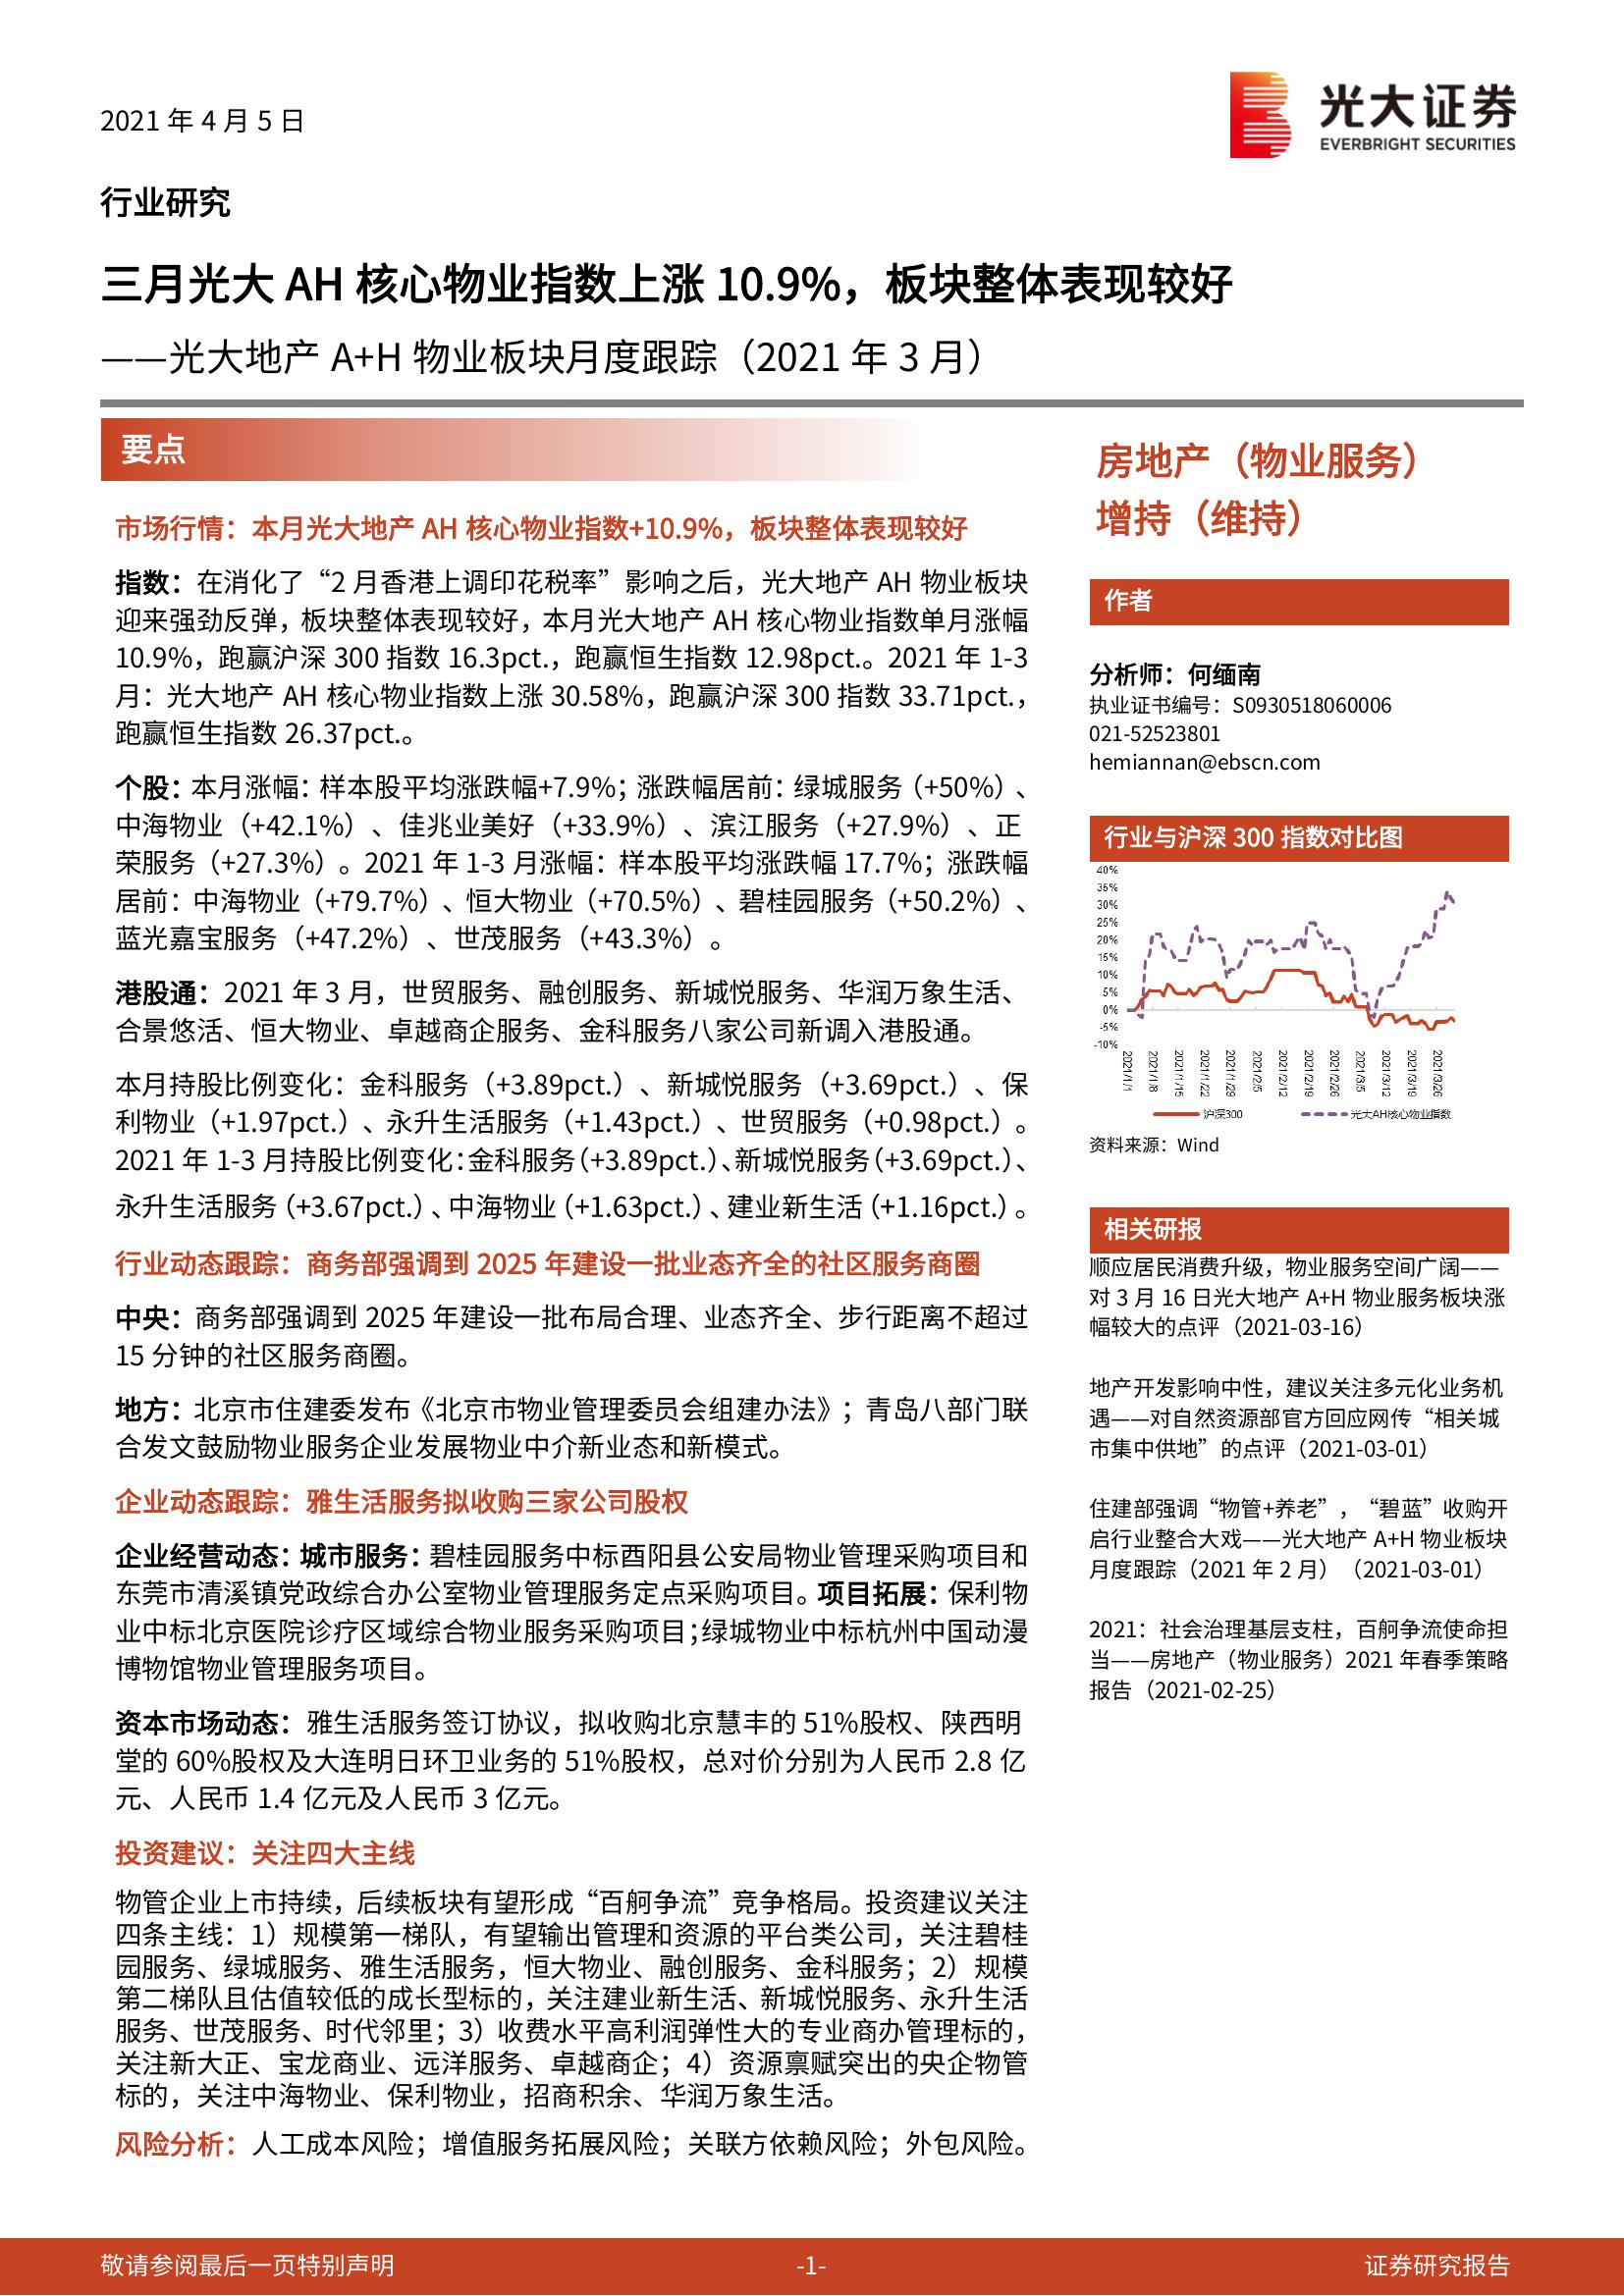 2021 年 4 月 5 日
光大证券
EVERBRIGHT SECURITIES
行业研究
三月光大 AH 核心物业指数上涨 10.9%，板块整体表现较好
——光大地产 A+H 物业板块月度跟踪（2021 年 3 月）
要点
市场行情：本月光大地产 AH 核心物业指数+10.9%，板块整体表现较好
指数：在消化了“2 月香港上调印花税率”影响之后，光大地产 AH 物业板块
迎来强劲反弹，板块整体表现较好，本月光大地产 AH 核心物业指数单月涨幅
10.9%，跑赢沪深 300 指数 16.3pct.，跑赢恒生指数 12.98pct.。2021 年 1-3
月：光大地产 AH 核心物业指数上涨 30.58%，跑赢沪深 300 指数 33.71pct.，
跑赢恒生指数 26.37pct.。
个股：本月涨幅：样本股平均涨跌幅+7.9%；涨跌幅居前：绿城服务（+50%）、
中海物业（+42.1%）、佳兆业美好（+33.9%）、滨江服务（+27.9%）、正
荣服务（+27.3%）。2021 年 1-3 月涨幅：样本股平均涨跌幅 17.7%；涨跌幅
居前：中海物业（+79.7%）、恒大物业（+70.5%）、碧桂园服务（+50.2%）、
蓝光嘉宝服务（+47.2%）、世茂服务（+43.3%）。
港股通：2021 年 3 月，世贸服务、融创服务、新城悦服务、华润万象生活、
合景悠活、恒大物业、卓越商企服务、金科服务八家公司新调入港股通。
本月持股比例变化：金科服务（+3.89pct.）、新城悦服务（+3.69pct.）、保
利物业（+1.97pct.）、永升生活服务（+1.43pct.）、世贸服务（+0.98pct.）。
2021 年 1-3 月持股比例变化：金科服务（+3.89pct.）、新城悦服务（+3.69pct.）、
永升生活服务（+3.67pct.）、中海物业（+1.63pct.）、建业新生活（+1.16pct.）。
行业动态跟踪：商务部强调到 2025 年建设一批业态齐全的社区服务商圈
中央：商务部强调到 2025 年建设一批布局合理、业态齐全、步行距离不超过
15 分钟的社区服务商圈。
地方：北京市住建委发布《北京市物业管理委员会组建办法》；青岛八部门联
合发文鼓励物业服务企业发展物业中介新业态和新模式。
企业动态跟踪：雅生活服务拟收购三家公司股权
企业经营动态：城市服务：碧桂园服务中标酉阳县公安局物业管理采购项目和
东莞市清溪镇党政综合办公室物业管理服务定点采购项目。项目拓展：保利物
业中标北京医院诊疗区域综合物业服务采购项目；绿城物业中标杭州中国动漫
博物馆物业管理服务项目。
资本市场动态：雅生活服务签订协议，拟收购北京慧丰的 51%股权、陕西明
堂的 60%股权及大连明日环卫业务的 51%股权，总对价分别为人民币 2.8 亿
元、人民币 1.4 亿元及人民币 3 亿元。
投资建议：关注四大主线
物管企业上市持续，后续板块有望形成“百舸争流”竞争格局。投资建议关注
四条主线：1）规模第一梯队，有望输出管理和资源的平台类公司，关注碧桂
园服务、绿城服务、雅生活服务，恒大物业、融创服务、金科服务；2）规模
第二梯队且估值较低的成长型标的，关注建业新生活、新城悦服务、永升生活
服务、世茂服务、时代邻里；3）收费水平高利润弹性大的专业商办管理标的，
关注新大正、宝龙商业、远洋服务、卓越商企；4）资源禀赋突出的央企物管
标的，关注中海物业、保利物业，招商积余、华润万象生活。
风险分析：人工成本风险；增值服务拓展风险；关联方依赖风险；外包风险。
房地产（物业服务）
增持（维持）
作者
分析师：何缅南
执业证书编号：S0930518060006
021-52523801
hemiannan@ebscn.com
行业与沪深 300 指数对比图
40%
35%
30%
25%
20%
15%
10%
5%
0%
-5%
-10%
2021/1/1
2021/1/8
2021/1/15
2021/1/22
2021/1/29
2021/2/5
2021/2/12
2021/2/19
2021/2/26
2021/3/5
2021/3/12
2021/3/19
2021/3/26
沪深300
光大AH核心物业指数
资料来源：Wind
相关研报
顺应居民消费升级，物业服务空间广阔——
对 3 月 16 日光大地产 A+H 物业服务板块涨
幅较大的点评（2021-03-16）
地产开发影响中性，建议关注多元化业务机
遇——对自然资源部官方回应网传“相关城
市集中供地”的点评（2021-03-01）
住建部强调“物管+养老”，“碧蓝”收购开
启行业整合大戏——光大地产 A+H 物业板块
月度跟踪（2021 年 2 月）（2021-03-01）
2021：社会治理基层支柱，百舸争流使命担
当——房地产（物业服务）2021 年春季策略
报告（2021-02-25）
敬请参阅最后一页特别声明
-1-
证券研究报告